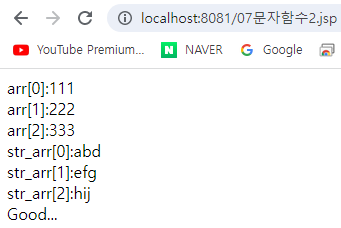 localhost:8081/07문자함수2.jsp
YouTube Premium... NAVER Google
arr[0]:111
arr[1]:222
arr[2]:333
str_arr[0]:abd
str_arr[1]:efg
str_arr[2]:hij
Good...